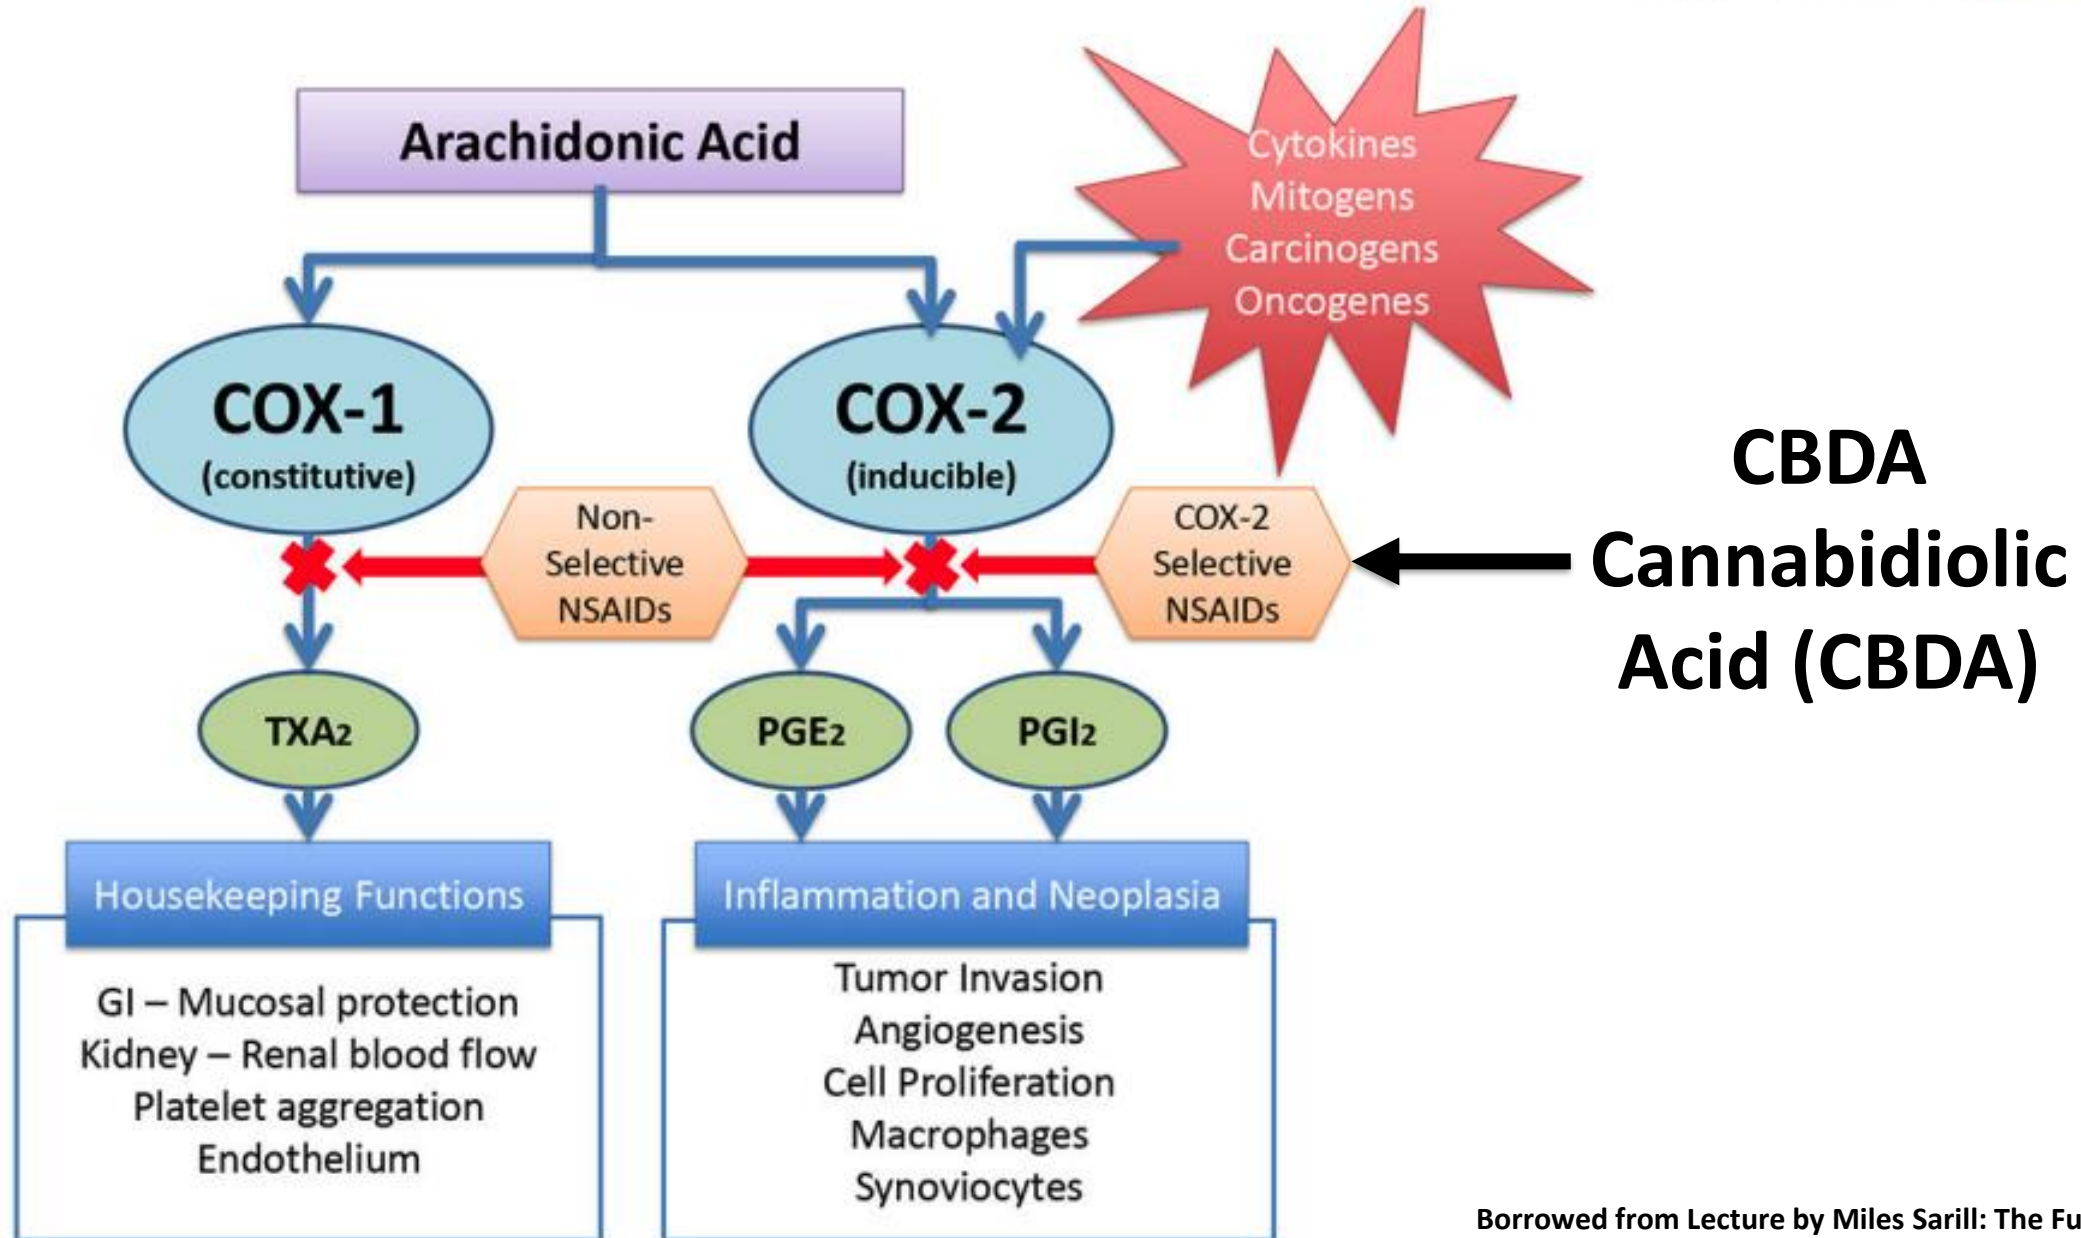 Arachidonic Acid
Cytokines
Mitogens
Carcinogens
Oncogenes
COX-1
(constitutive)
COX-2
(inducible)
Non-
Selective
NSAIDs
COX-2
Selective
NSAIDs
CBDA
Cannabidiolic
Acid (CBDA)
TXA2
PGE2
PGI2
Housekeeping Functions
GI – Mucosal protection
Kidney – Renal blood flow
Platelet aggregation
Endothelium
Inflammation and Neoplasia
Tumor Invasion
Angiogenesis
Cell Proliferation
Macrophages
Synoviocytes
Borrowed from Lecture by Miles Sarill: The Fu